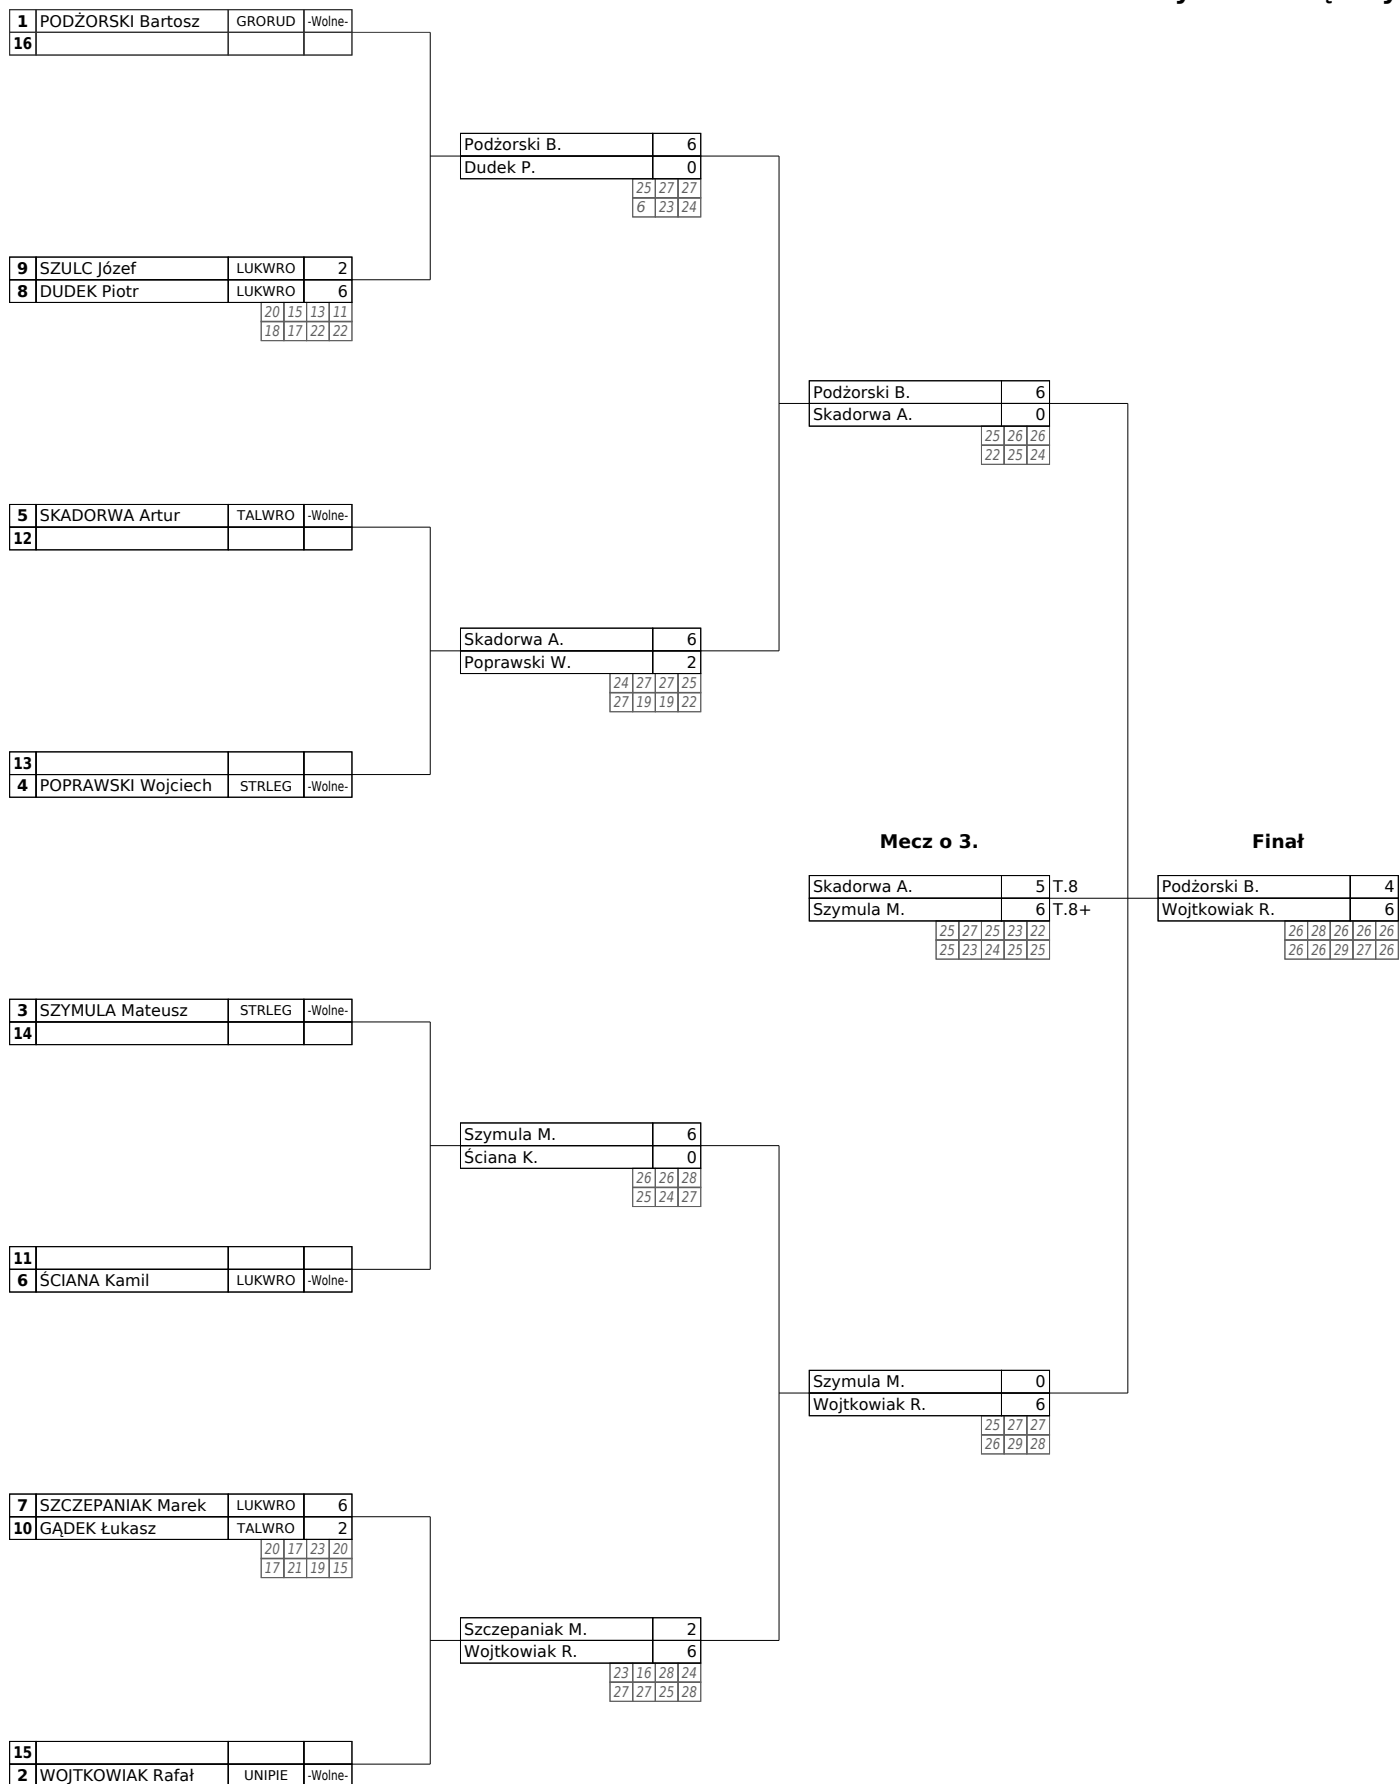 1 PODŻORSKI Bartosz GRORUD -Wolne-
16
Podżorski B. 6
Dudek P. 0
25 27 27
6 23 24
9 SZULC Józef LUKWRO 2
8 DUDEK Piotr LUKWRO 6
20 15 13 11
18 17 22 22
Podżorski B. 6
Skadorwa A. 0
25 26 26
22 25 24
5 SKADORWA Artur TALWRO -Wolne-
12
Skadorwa A. 6
Poprawski W. 2
24 27 27 25
27 19 19 22
13
4 POPRAWSKI Wojciech STRLEG -Wolne-
Mecz o 3. Finał
Skadorwa A. 5 T.8 Podżorski B. 4
Szymula M. 6 T.8+ Wojtkowiak R. 6
25 27 25 23 22 26 28 26 26 26
25 23 24 25 25 26 26 29 27 26
3 SZYMULA Mateusz STRLEG -Wolne-
14
Szymula M. 6
Ściana K. 0
26 26 28
25 24 27
11
6 ŚCIANA Kamil LUKWRO -Wolne-
Szymula M. 0
Wojtkowiak R. 6
25 27 27
26 29 28
7 SZCZEPANIAK Marek LUKWRO 6
10 GĄDEK Łukasz TALWRO 2
20 17 23 20
17 21 19 15
Szczepaniak M. 2
Wojtkowiak R. 6
23 16 28 24
27 27 25 28
15
2 WOJTKOWIAK Rafał UNIPIE -Wolne-